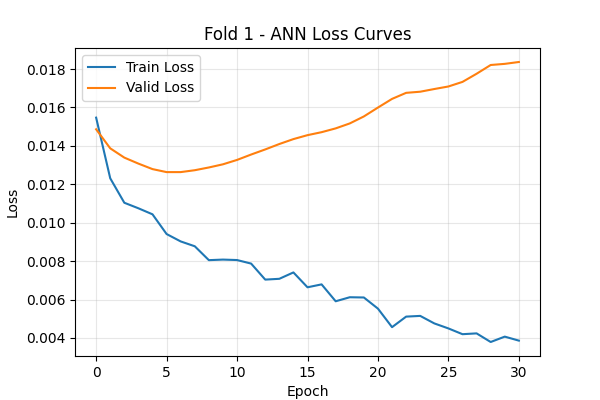 Fold 1 - ANN Loss Curves
Train Loss
Valid Loss
Loss
0.018
0.016
0.014
0.012
0.010
0.008
0.006
0.004
0 5 10 15 20 25 30
Epoch